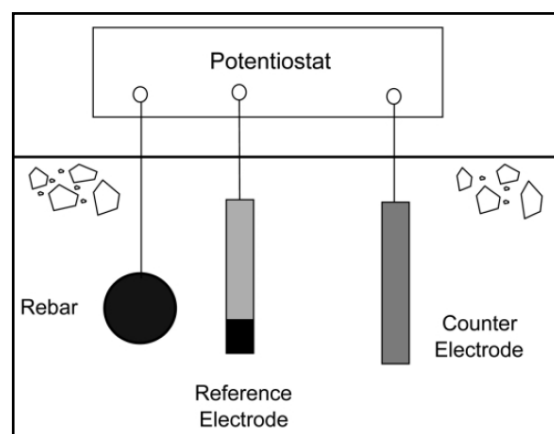 Potentiostat
Rebar
Reference
Electrode
Counter
Electrode